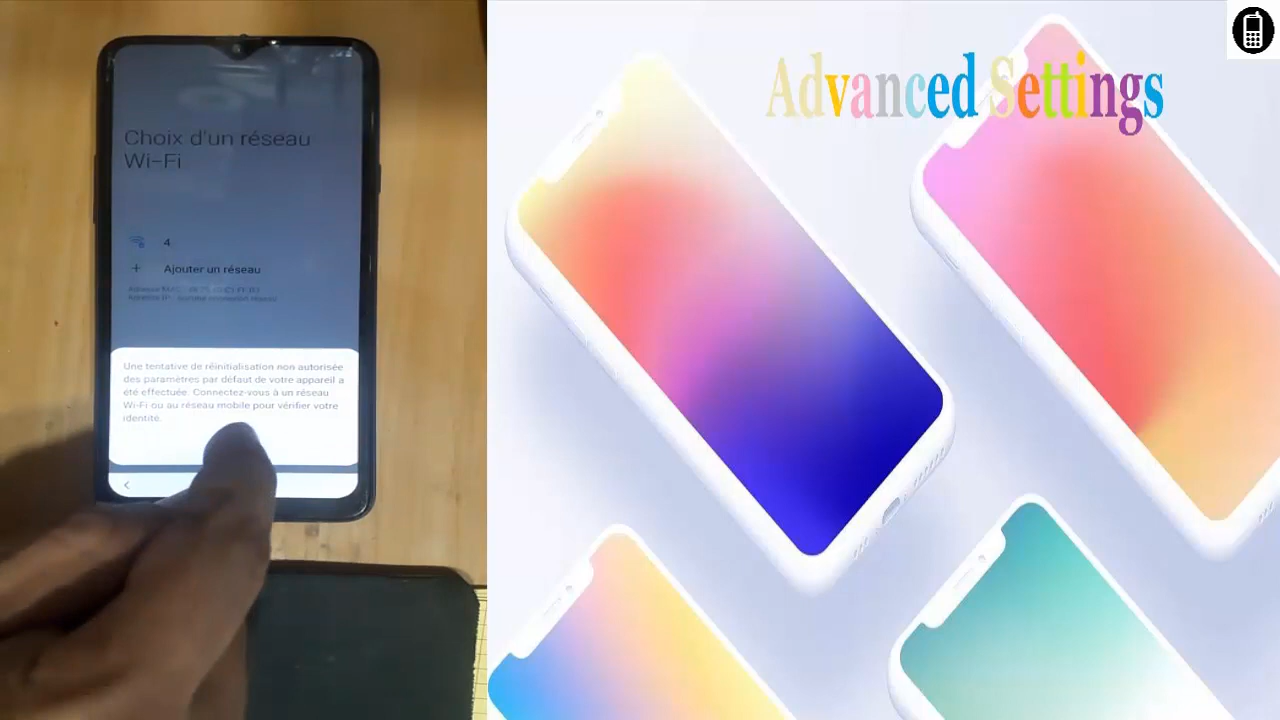 Advanced Settings
Choix d'un réseau
Wi-Fi
4
Ajouter un réseau
Une tentative de réinitialisation non autorisée
des paramètres par défaut de votre appareil a
été effectuée. Connectez-vous à un réseau
Wi-Fi ou au réseau mobile pour vérifier votre
identité.